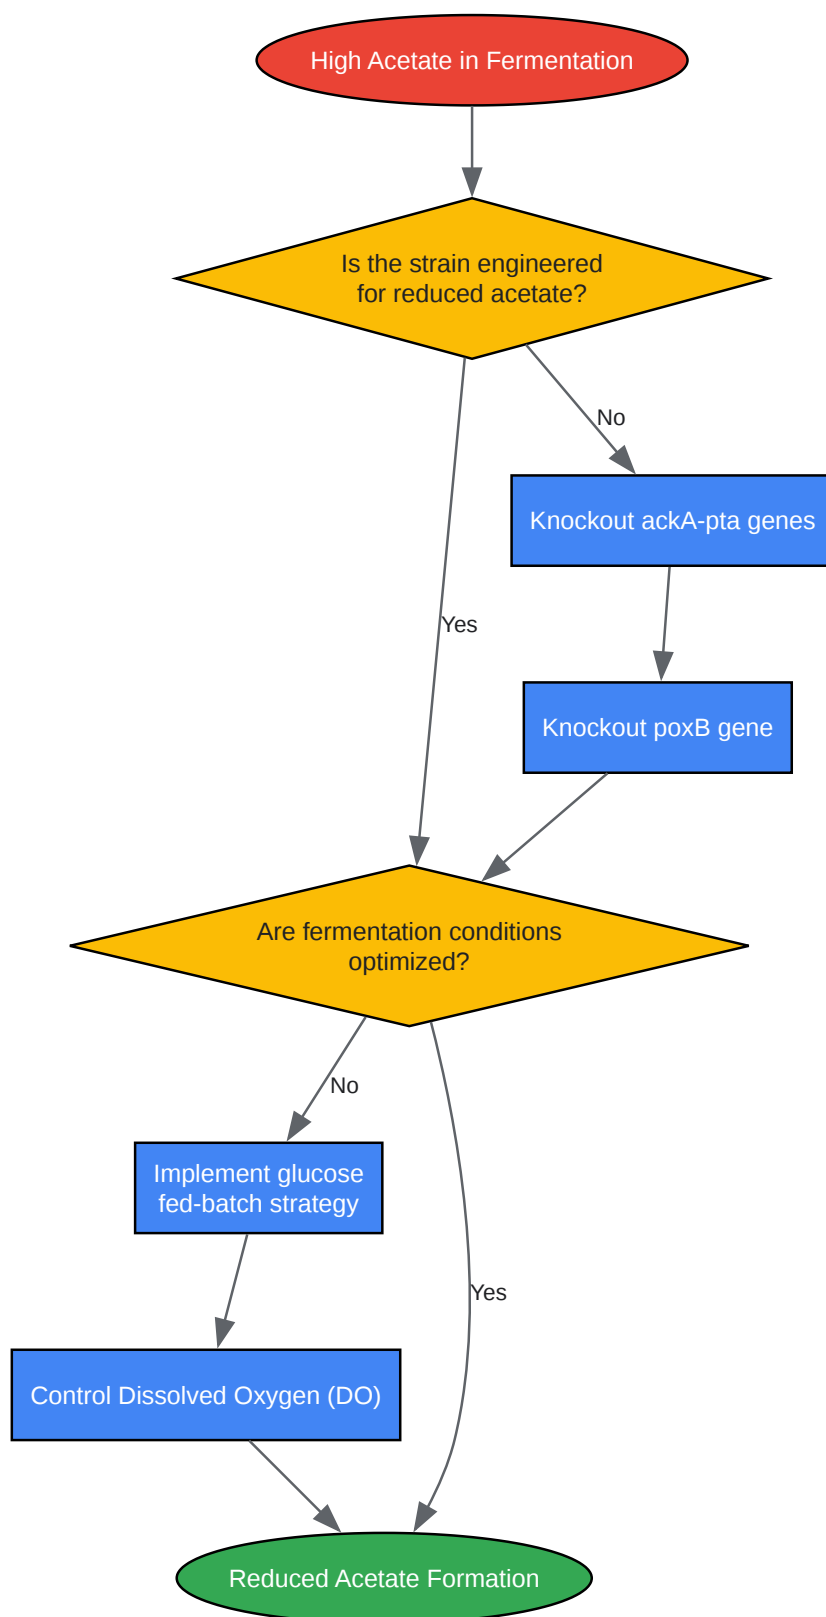 High Acetate in Fermentation
Is the strain engineered
for reduced acetate?
No
Knockout ackA-pta genes
Yes
Knockout poxB gene
Are fermentation conditions
optimized?
No
Implement glucose
fed-batch strategy
Yes
Control Dissolved Oxygen (DO)
Reduced Acetate Formation